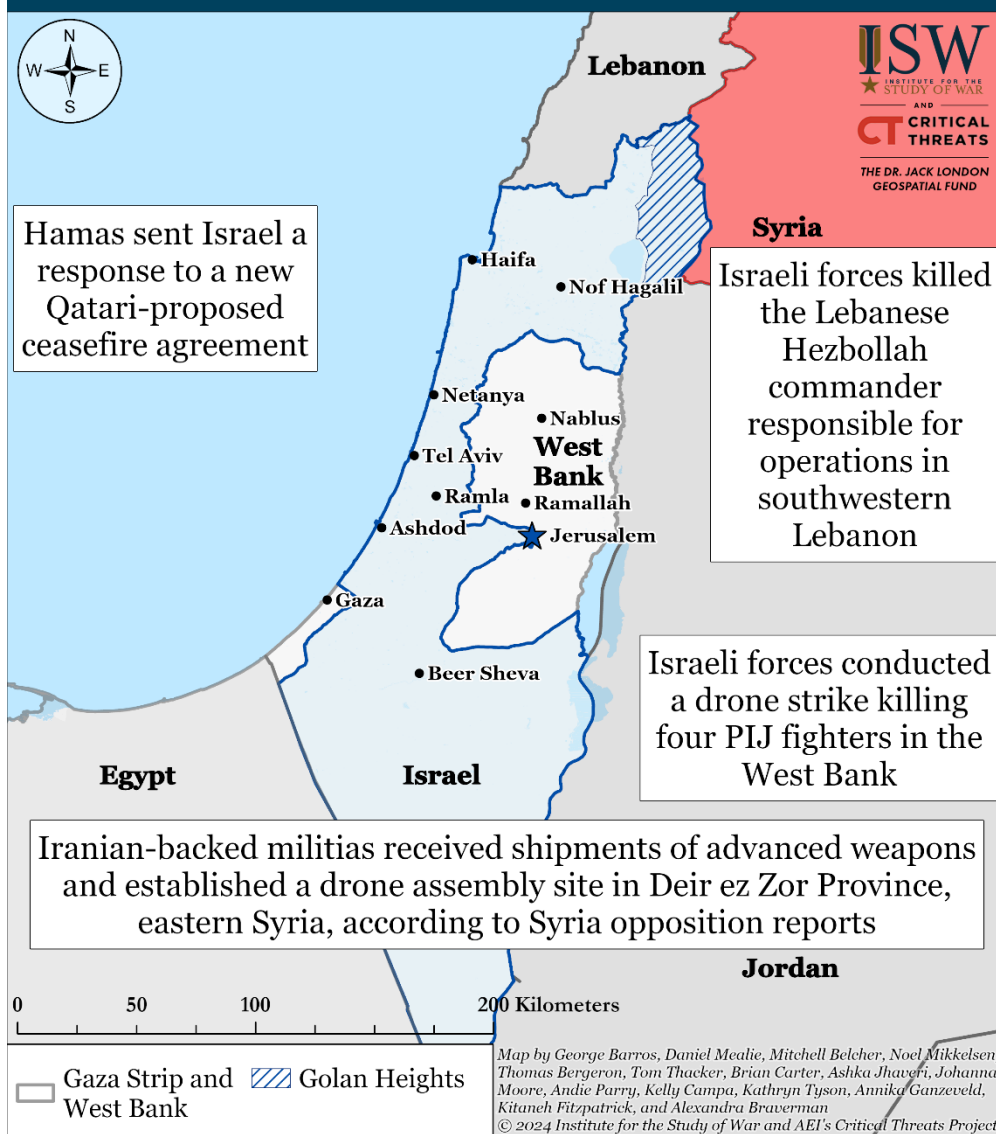 N
W
E
S
Lebanon
ISW
INSTITUTE FOR THE
STUDY OF WAR
AND
CT CRITICAL
THREATS
THE DR. JACK LONDON
GEOSPATIAL FUND
Syria
Hamas sent Israel a
response to a new
Qatari-proposed
ceasefire agreement
Haifa
Nof Hagalil
Israeli forces killed
the Lebanese
Hezbollah
commander
responsible for
operations in
southwestern
Lebanon
Netanya
Nablus
West
Bank
Tel Aviv
Ramla
Ramallah
Ashdod
Jerusalem
Gaza
Beer Sheva
Israeli forces conducted
a drone strike killing
four PIJ fighters in the
West Bank
Egypt
Israel
Iranian-backed militias received shipments of advanced weapons
and established a drone assembly site in Deir ez Zor Province,
eastern Syria, according to Syria opposition reports
Jordan
0 50 100 200 Kilometers
Gaza Strip and
West Bank
Golan Heights
Map by George Barros, Daniel Mealie, Mitchell Belcher, Noel Mikkelsen,
Thomas Bergeron, Tom Thacker, Brian Carter, Ashka Jhaveri, Johanna
Moore, Andie Parry, Kelly Campa, Kathryn Tyson, Annika Ganzeveld,
Kitaneh Fitzpatrick, and Alexandra Braverman
© 2024 Institute for the Study of War and AEI's Critical Threats Project